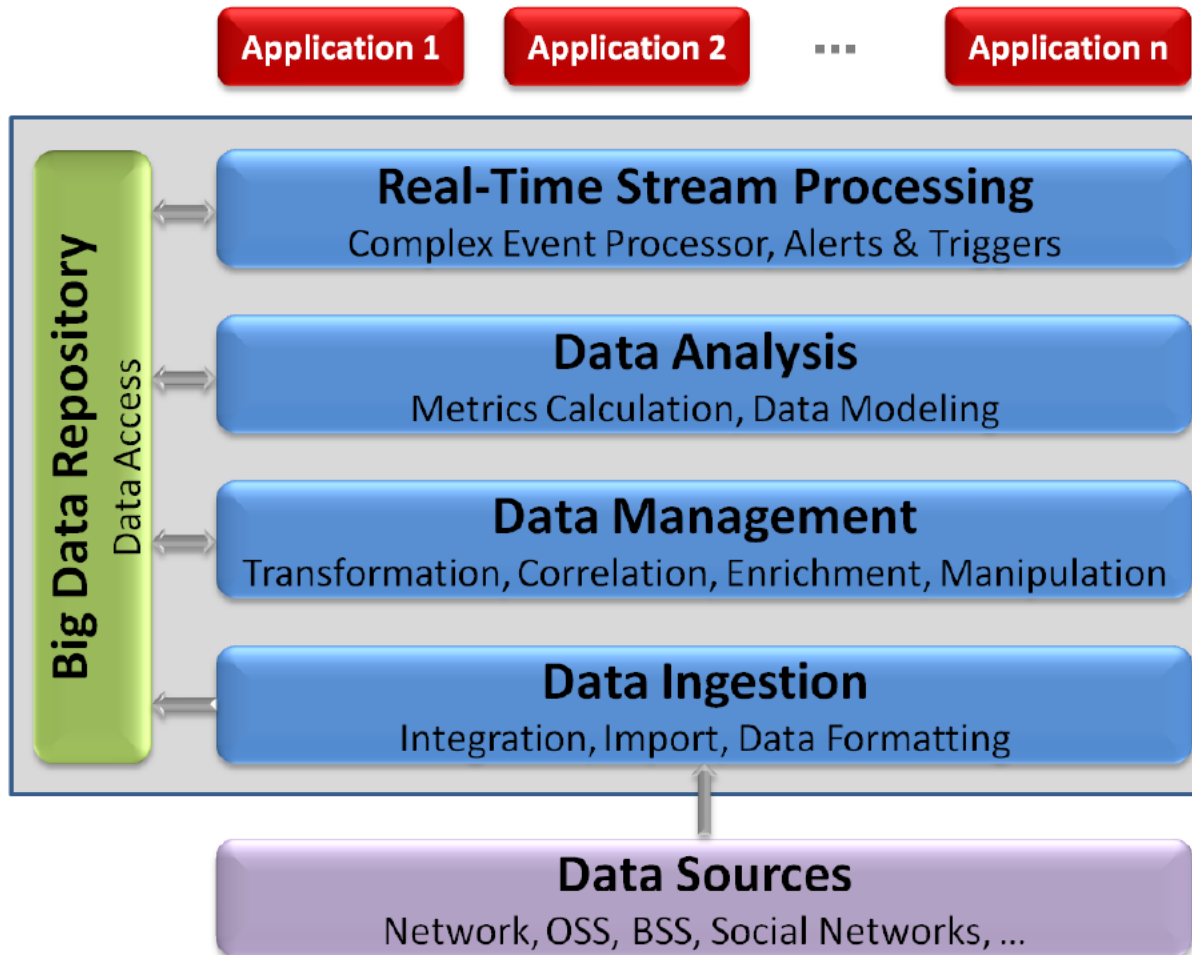 Application 1
Application 2
...
Application n
Big Data Repository
Data Access
Real-Time Stream Processing
Complex Event Processor, Alerts & Triggers
Data Analysis
Metrics Calculation, Data Modeling
Data Management
Transformation, Correlation, Enrichment, Manipulation
Data Ingestion
Integration, Import, Data Formatting
Data Sources
Network, OSS, BSS, Social Networks, ...